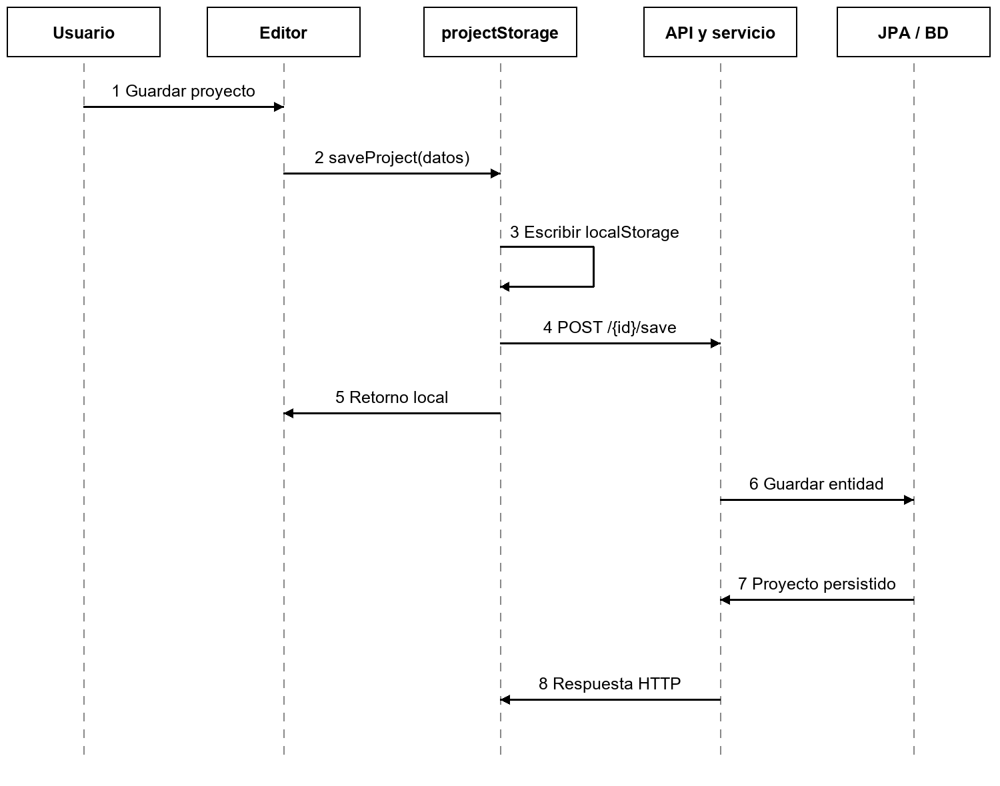 Usuario
Editor
projectStorage
API y servicio
JPA / BD
1 Guardar proyecto
2 saveProject(datos)
3 Escribir localStorage
4 POST /{id}/save
5 Retorno local
6 Guardar entidad
7 Proyecto persistido
8 Respuesta HTTP